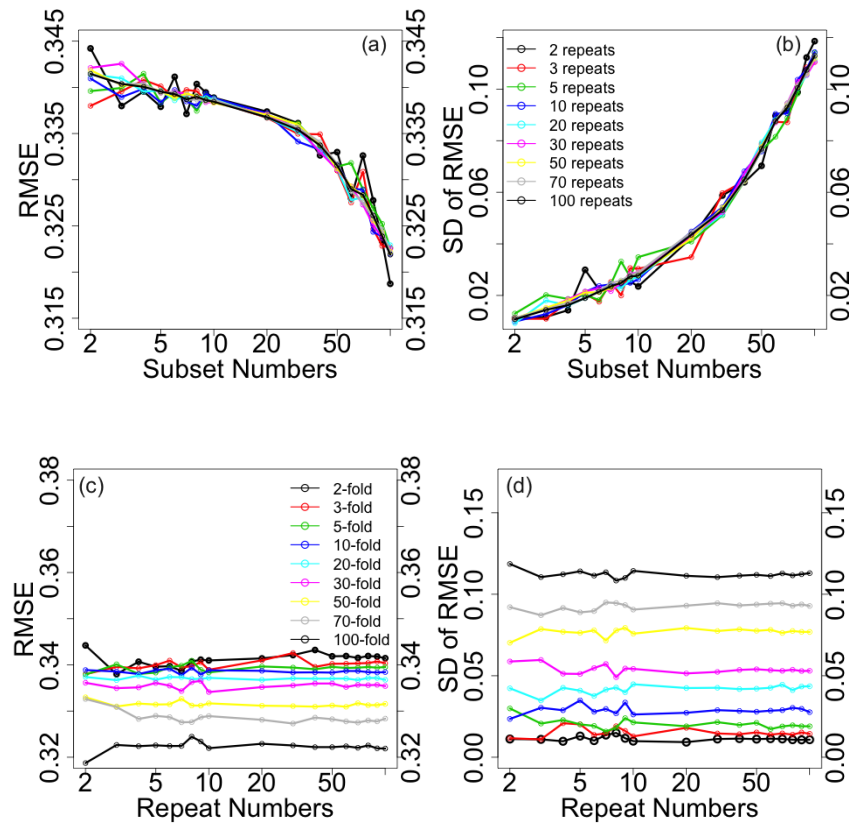 (a)
RMSE
0.315 0.325 0.335 0.345
0.315 0.325 0.335 0.345
2 5 10 20 50
Subset Numbers
(b)
2 repeats
3 repeats
5 repeats
10 repeats
20 repeats
30 repeats
50 repeats
70 repeats
100 repeats
SD of RMSE
0.02 0.06 0.10
0.02 0.06 0.10
2 5 10 20 50
Subset Numbers
(c)
2-fold
3-fold
5-fold
10-fold
20-fold
30-fold
50-fold
70-fold
100-fold
RMSE
0.32 0.34 0.36 0.38
0.32 0.34 0.36 0.38
2 5 10 20 50
Repeat Numbers
(d)
SD of RMSE
0.00 0.05 0.10 0.15
0.00 0.05 0.10 0.15
2 5 10 20 50
Repeat Numbers